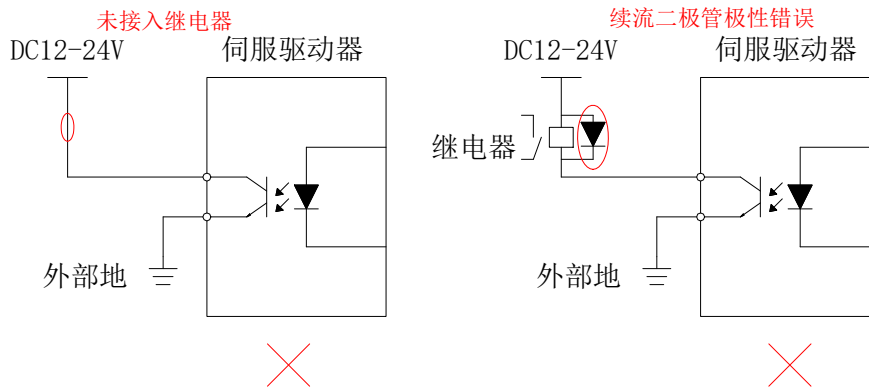 未接入继电器
DC12-24V
伺服驱动器
外部地
续流二极管极性错误
DC12-24V
伺服驱动器
继电器
外部地